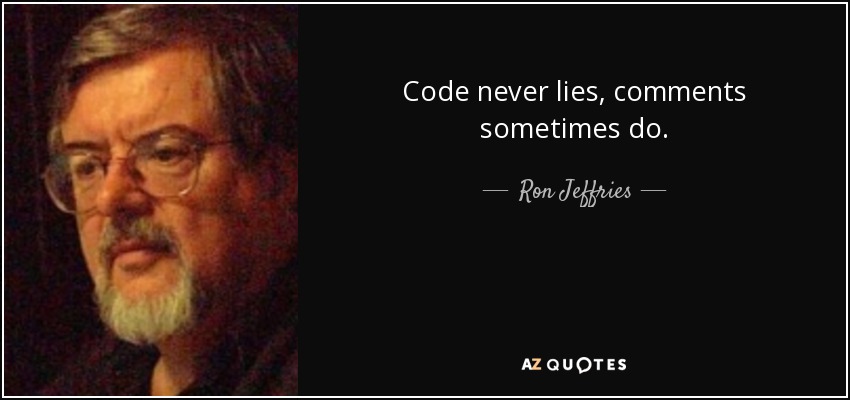 Code never lies, comments
sometimes do.
Ron Jeffries
AZ QUOTES